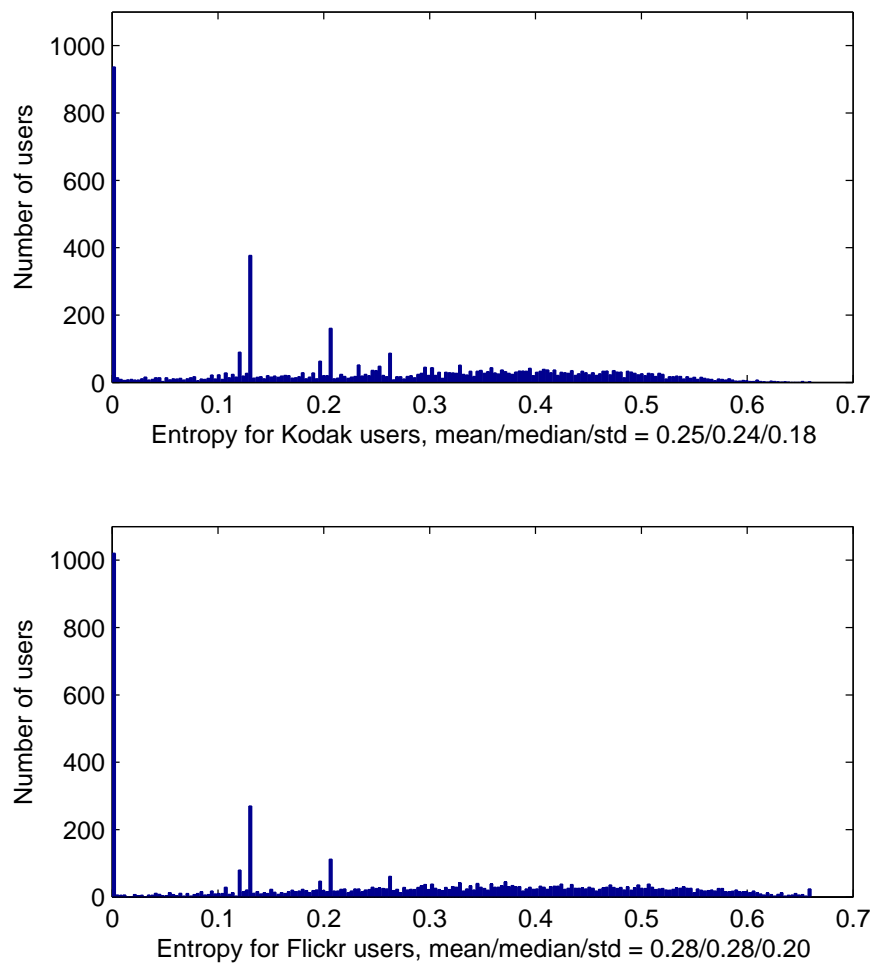 1000
800
600
400
200
0
Number of users
0 0.1 0.2 0.3 0.4 0.5 0.6 0.7
Entropy for Kodak users, mean/median/std = 0.25/0.24/0.18
1000
800
600
400
200
0
Number of users
0 0.1 0.2 0.3 0.4 0.5 0.6 0.7
Entropy for Flickr users, mean/median/std = 0.28/0.28/0.20